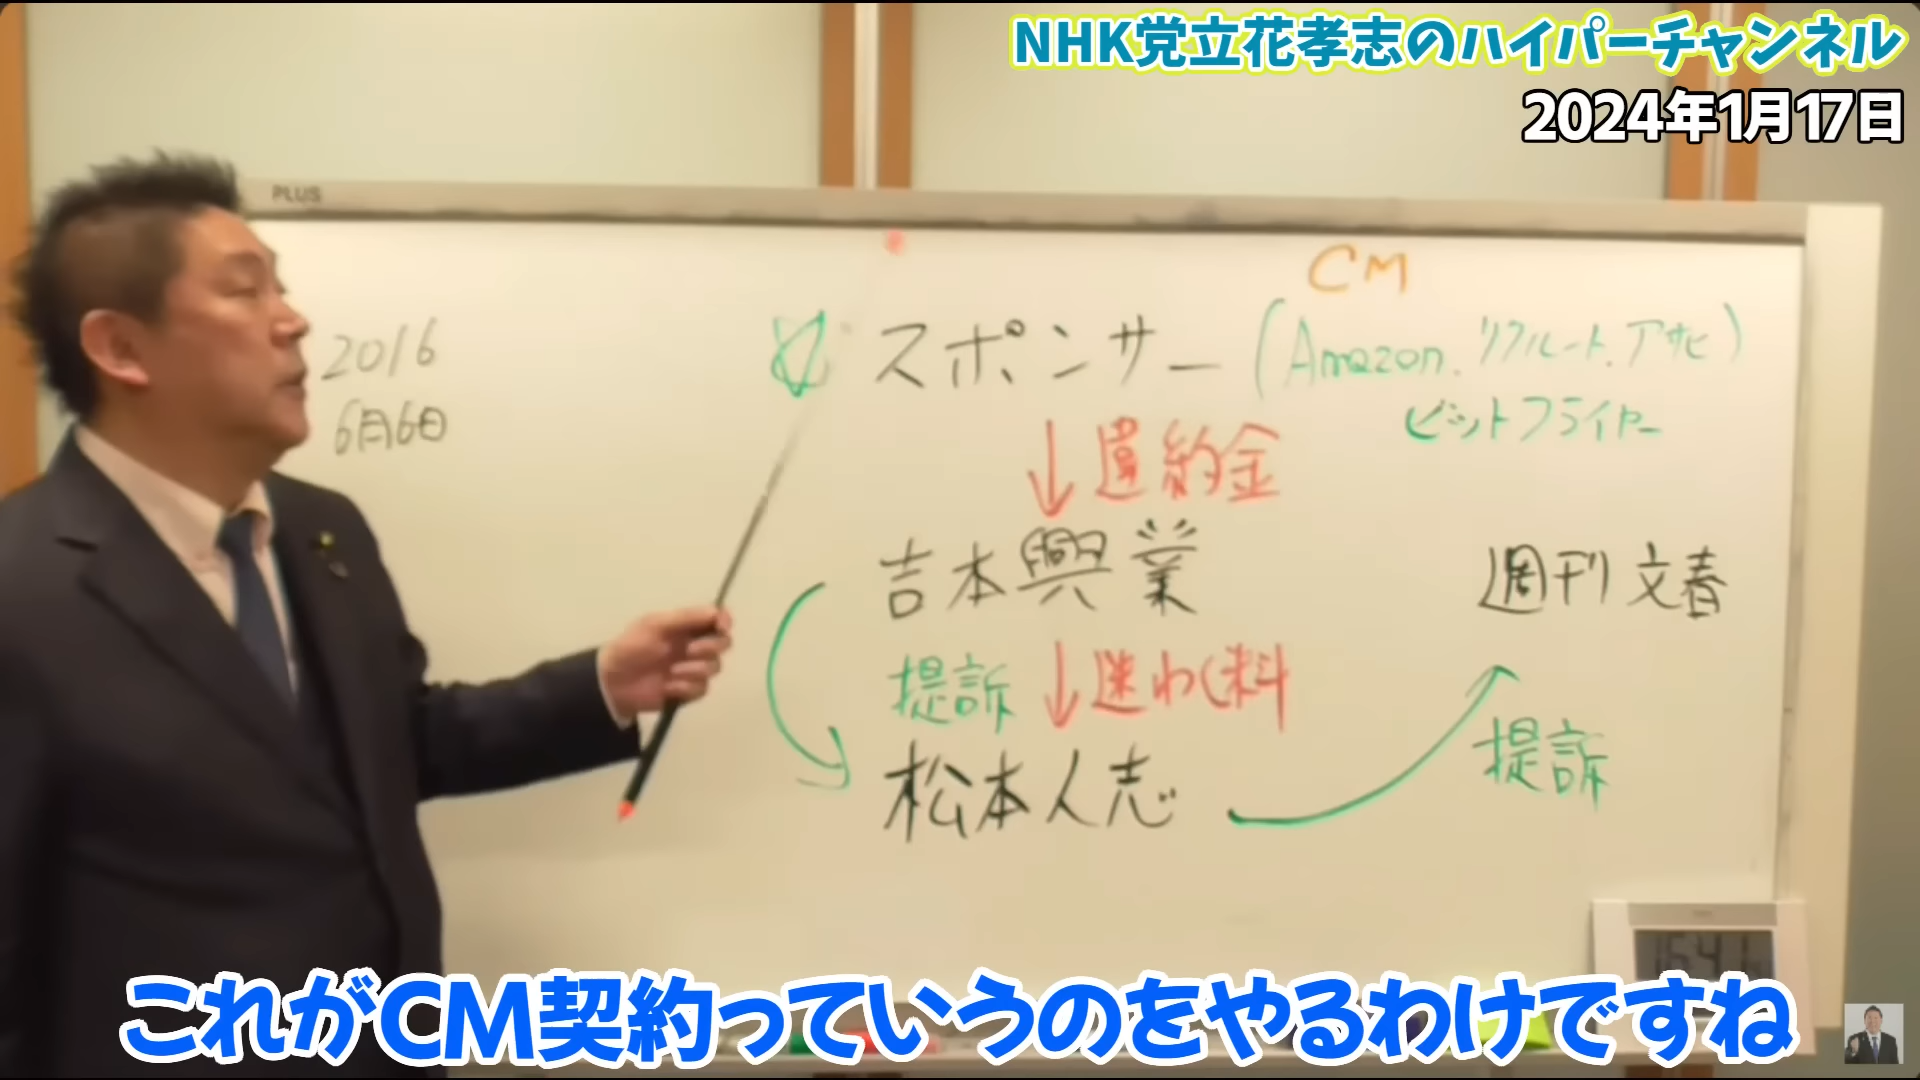 NHK党立花孝志のハイパーチャンネル
2024年1月17日
PLUS
CM
2016
6月6日
スポンサー (Amazon.リクルート.アサヒ)
ビットフライヤー
↓違約金
吉本興業
週刊文春
提訴 ↓迷わく料
提訴
松本人志
これがCM契約っていうのをやるわけですね